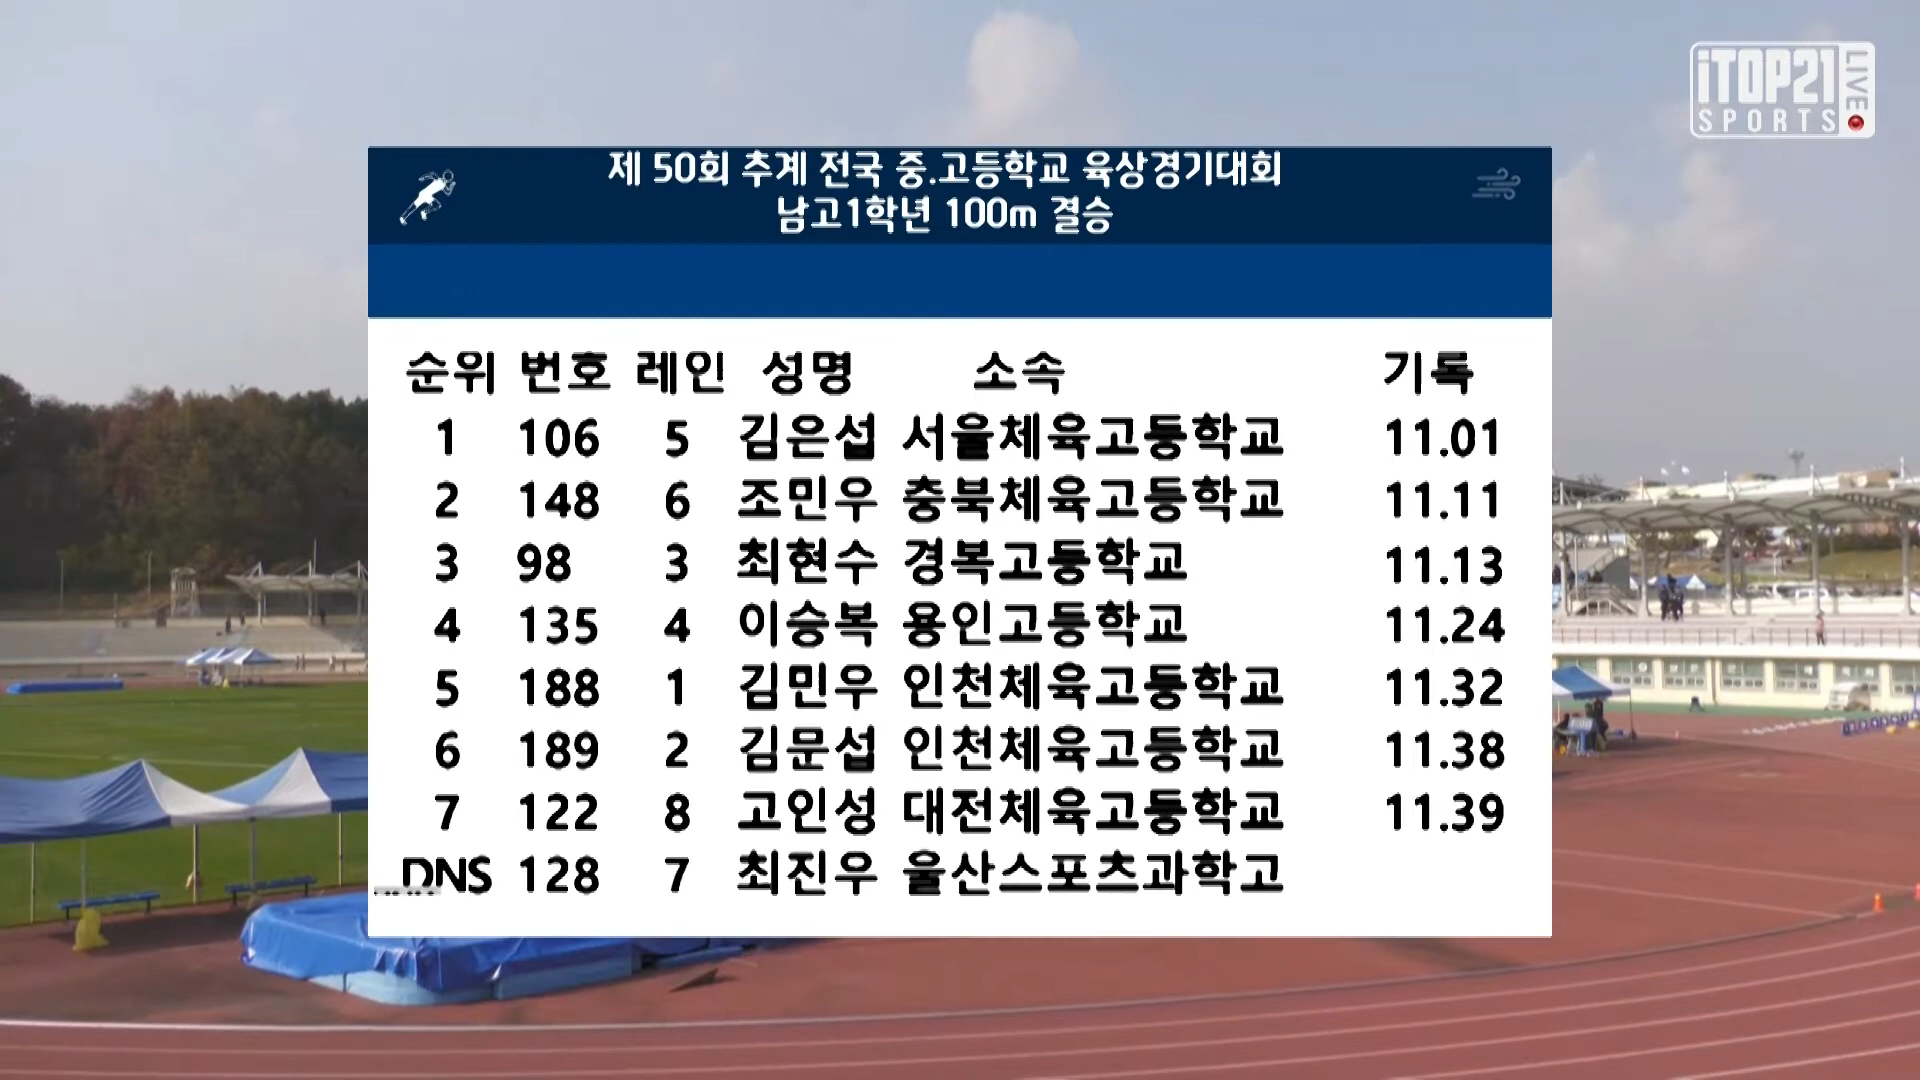 iTOP21
SPORTS
LIVE
제 50회 추계 전국 중.고등학교 육상경기대회
남고1학년 100m 결승
순위 번호 레인 성명 소속 기록
1 106 5 김은섭 서울체육고등학교 11.01
2 148 6 조민우 충북체육고등학교 11.11
3 98 3 최현수 경복고등학교 11.13
4 135 4 이승복 용인고등학교 11.24
5 188 1 김민우 인천체육고등학교 11.32
6 189 2 김문섭 인천체육고등학교 11.38
7 122 8 고인성 대전체육고등학교 11.39
DNS 128 7 최진우 울산스포츠과학고